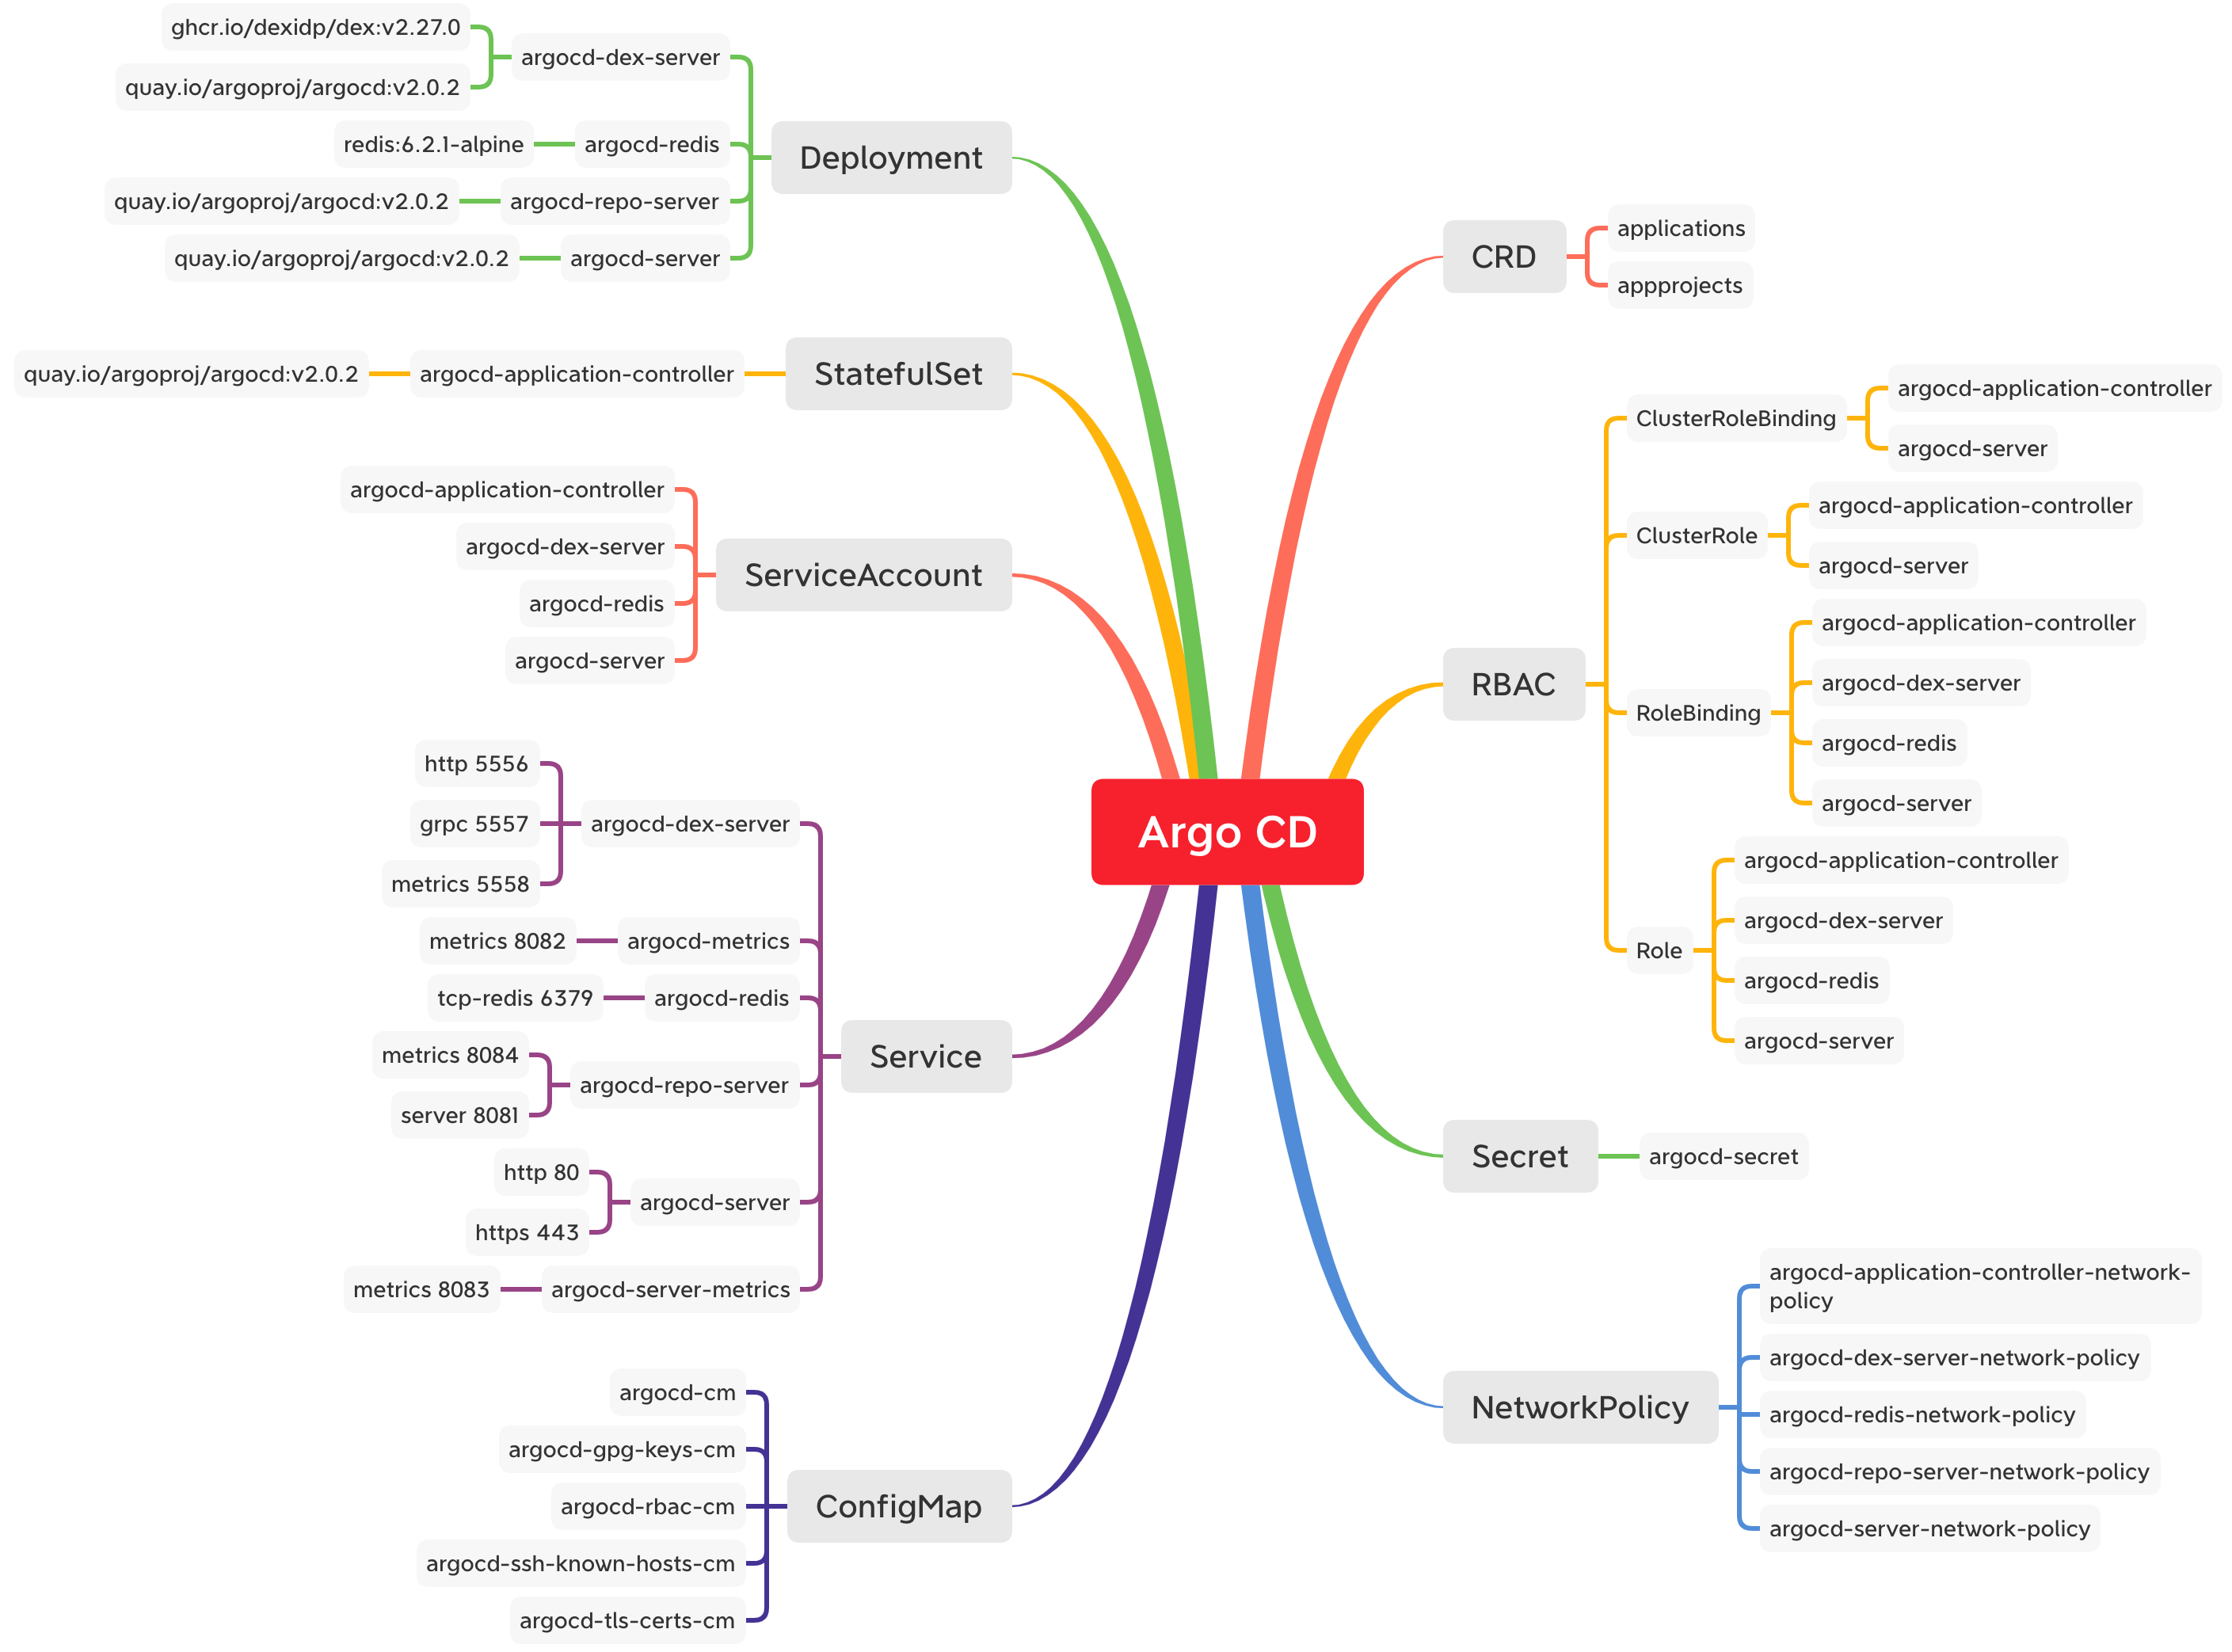 Argo CD
Deployment
argocd-dex-server
ghcr.io/dexidp/dex:v2.27.0
quay.io/argoproj/argocd:v2.0.2
argocd-redis
redis:6.2.1-alpine
argocd-repo-server
quay.io/argoproj/argocd:v2.0.2
argocd-server
quay.io/argoproj/argocd:v2.0.2
StatefulSet
argocd-application-controller
quay.io/argoproj/argocd:v2.0.2
ServiceAccount
argocd-application-controller
argocd-dex-server
argocd-redis
argocd-server
Service
argocd-dex-server
http 5556
grpc 5557
metrics 5558
argocd-metrics
metrics 8082
argocd-redis
tcp-redis 6379
argocd-repo-server
metrics 8084
server 8081
argocd-server
http 80
https 443
argocd-server-metrics
metrics 8083
ConfigMap
argocd-cm
argocd-gpg-keys-cm
argocd-rbac-cm
argocd-ssh-known-hosts-cm
argocd-tls-certs-cm
CRD
applications
appprojects
RBAC
ClusterRoleBinding
argocd-application-controller
argocd-server
ClusterRole
argocd-application-controller
argocd-server
RoleBinding
argocd-application-controller
argocd-dex-server
argocd-redis
argocd-server
Role
argocd-application-controller
argocd-dex-server
argocd-redis
argocd-server
Secret
argocd-secret
NetworkPolicy
argocd-application-controller-network-
policy
argocd-dex-server-network-policy
argocd-redis-network-policy
argocd-repo-server-network-policy
argocd-server-network-policy